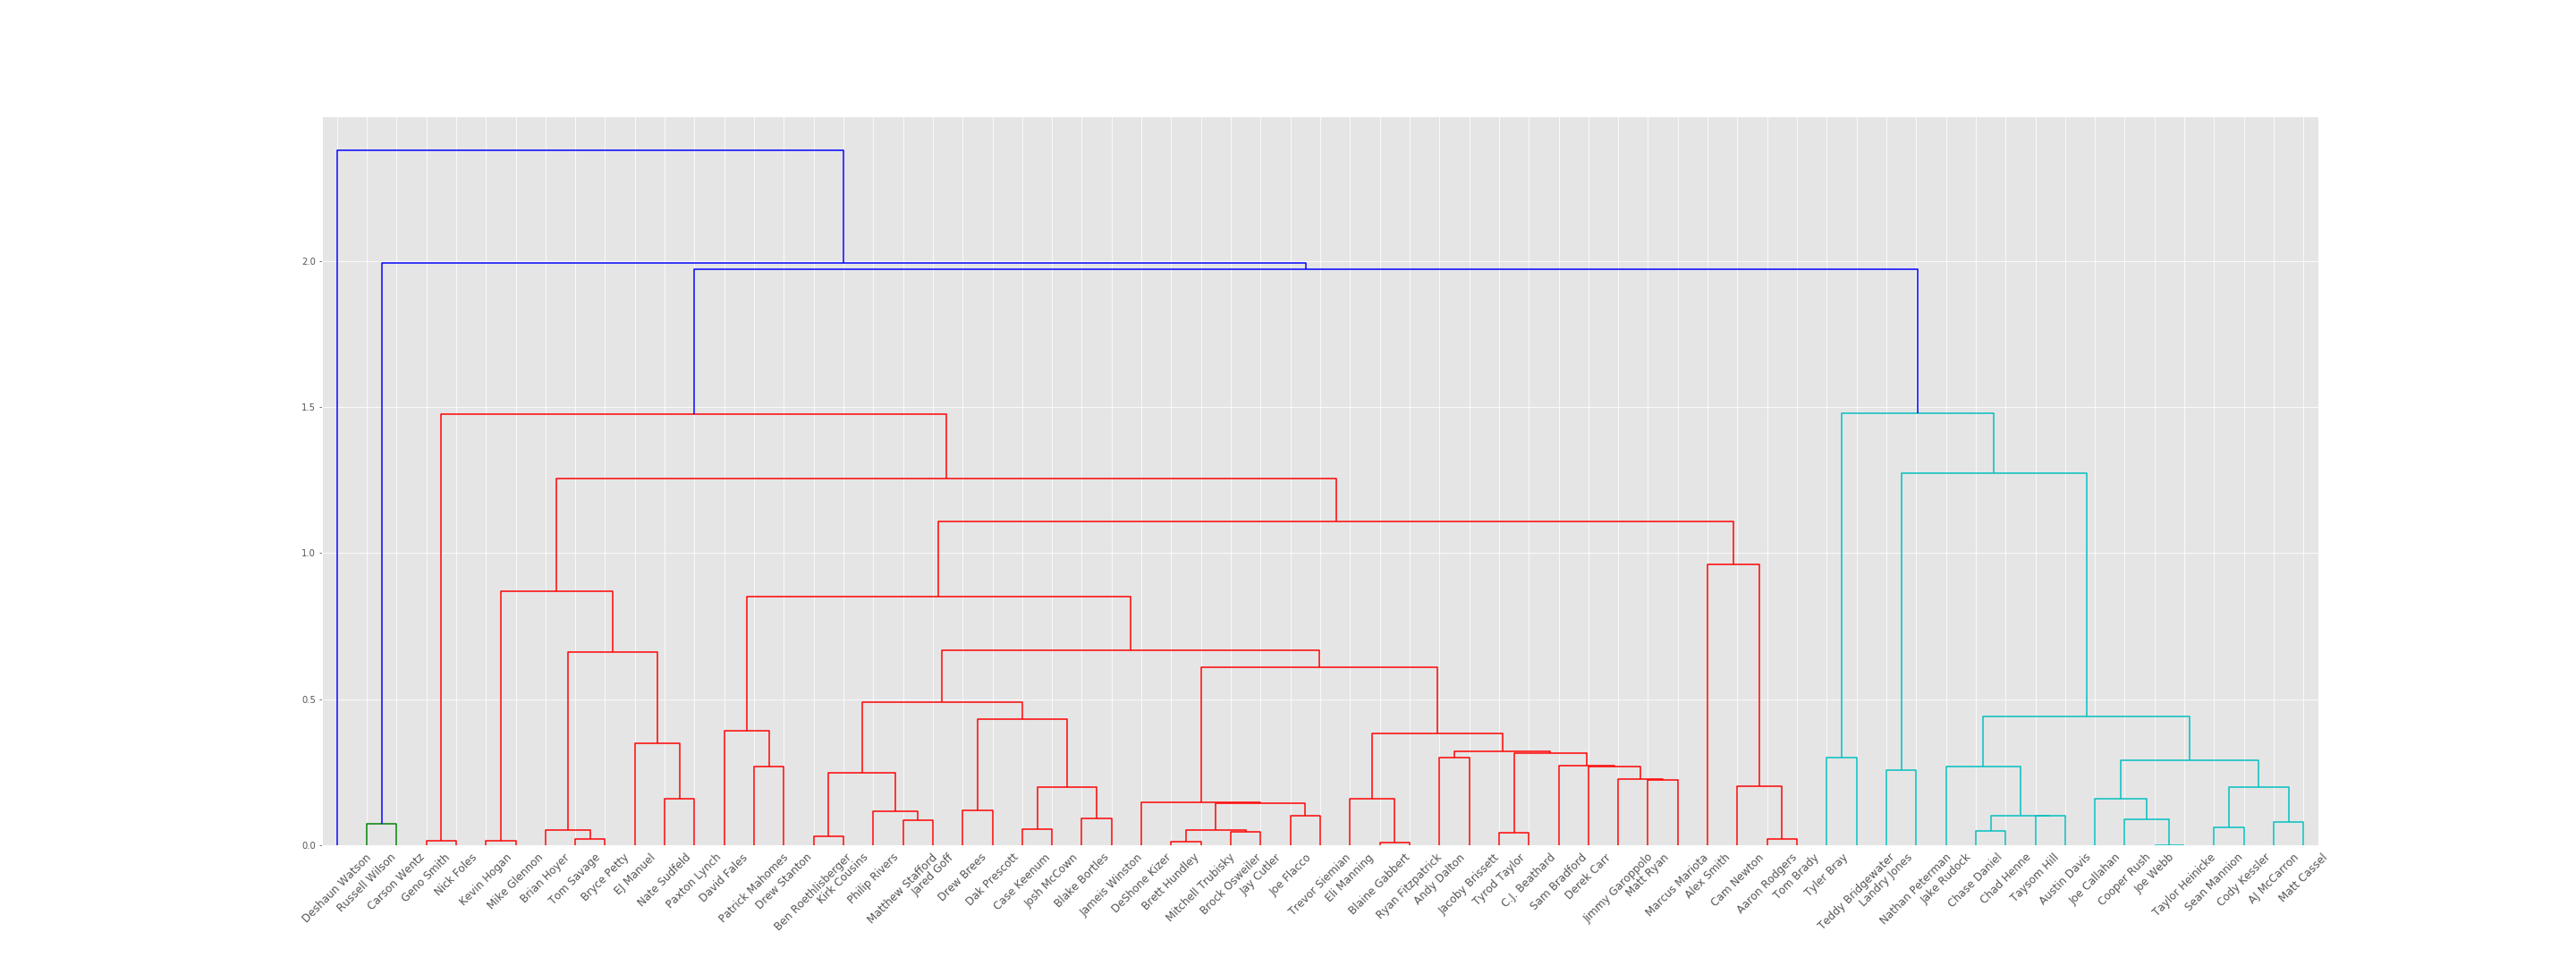 2.0
1.5
1.0
0.5
0.0
Deshaun Watson
Russell Wilson
Carson Wentz
Geno Smith
Nick Foles
Kevin Hogan
Mike Glennon
Brian Hoyer
Tom Savage
Bryce Petty
EJ Manuel
Nate Sudfeld
Paxton Lynch
David Fales
Patrick Mahomes
Drew Stanton
Ben Roethlisberger
Kirk Cousins
Philip Rivers
Matthew Stafford
Jared Goff
Drew Brees
Dak Prescott
Case Keenum
Josh McCown
Blake Bortles
Jameis Winston
DeShone Kizer
Brett Hundley
Mitchell Trubisky
Brock Osweiler
Jay Cutler
Joe Flacco
Trevor Siemian
Eli Manning
Blaine Gabbert
Ryan Fitzpatrick
Andy Dalton
Jacoby Brissett
Tyrod Taylor
C.J. Beathard
Sam Bradford
Derek Carr
Jimmy Garoppolo
Matt Ryan
Marcus Mariota
Alex Smith
Cam Newton
Aaron Rodgers
Tom Brady
Tyler Bray
Teddy Bridgewater
Landry Jones
Nathan Peterman
Jake Rudock
Chase Daniel
Chad Henne
Taysom Hill
Austin Davis
Joe Callahan
Cooper Rush
Joe Webb
Taylor Heinicke
Sean Mannion
Cody Kessler
AJ McCarron
Matt Cassel